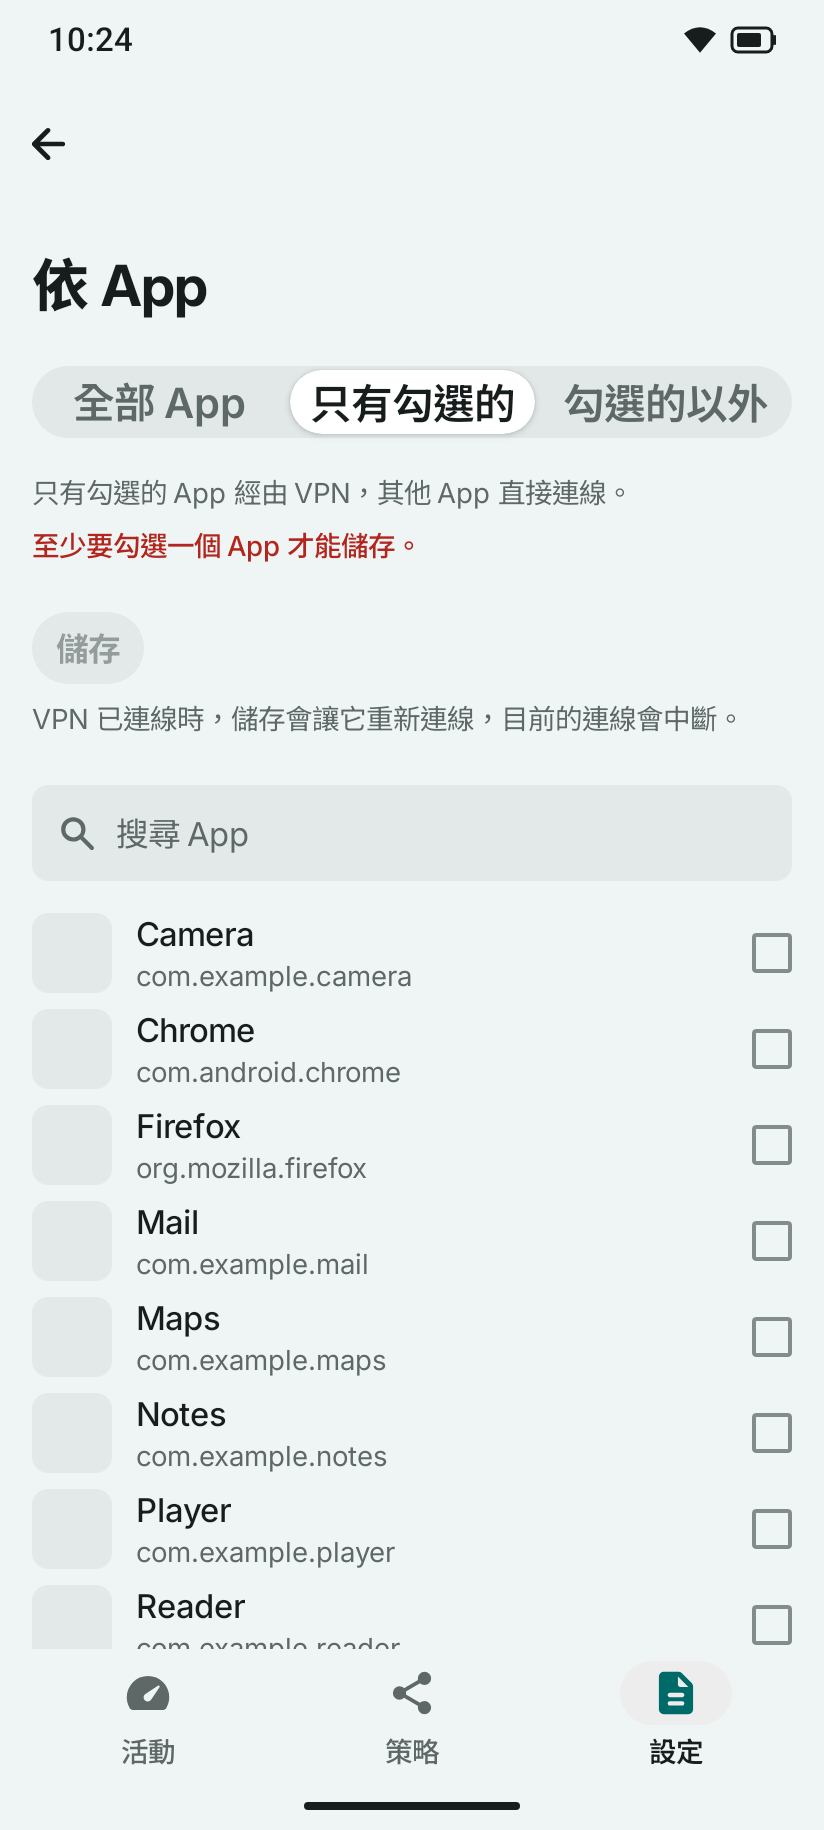 10:24
依 App
全部 App
只有勾選的
勾選的以外
只有勾選的 App 經由 VPN，其他 App 直接連線。
至少要勾選一個 App 才能儲存。
儲存
VPN 已連線時，儲存會讓它重新連線，目前的連線會中斷。
搜尋 App
Camera
com.example.camera
Chrome
com.android.chrome
Firefox
org.mozilla.firefox
Mail
com.example.mail
Maps
com.example.maps
Notes
com.example.notes
Player
com.example.player
Reader
com.example.reader
活動
策略
設定